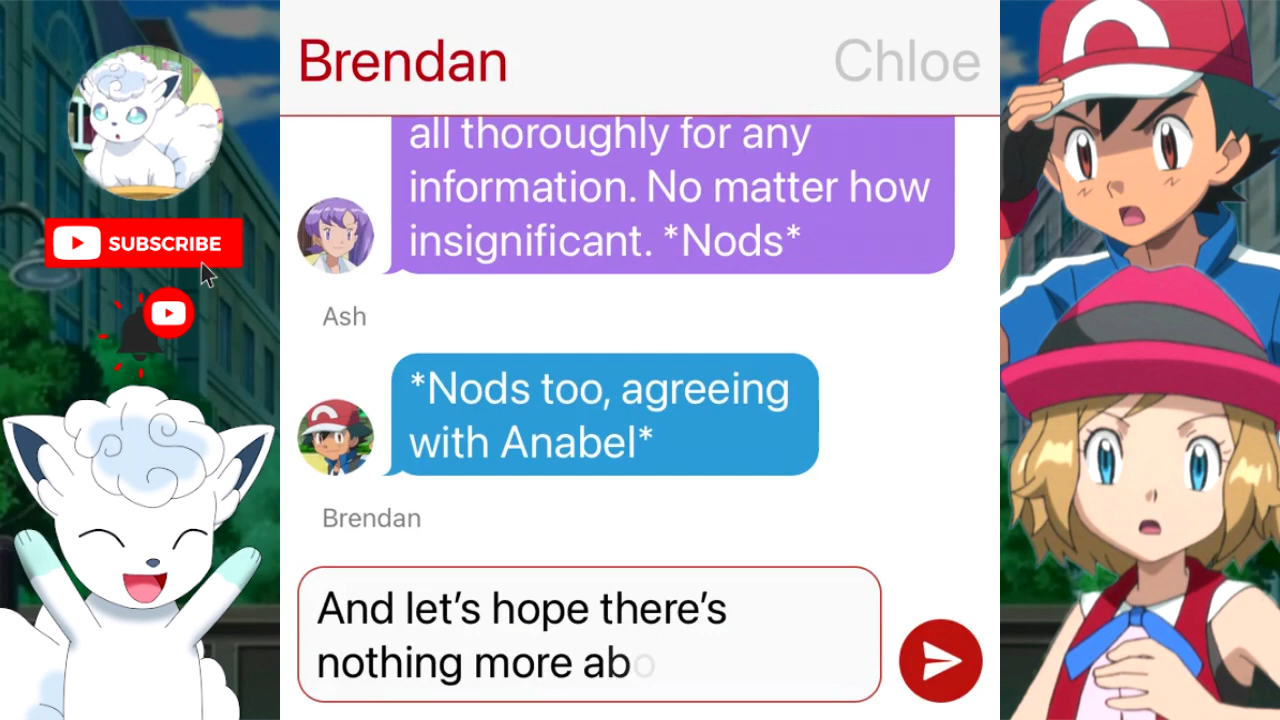 Brendan
Chloe
all thoroughly for any
information. No matter how
insignificant. *Nods*
SUBSCRIBE
Ash
*Nods too, agreeing
with Anabel*
Brendan
And let's hope there's
nothing more abo